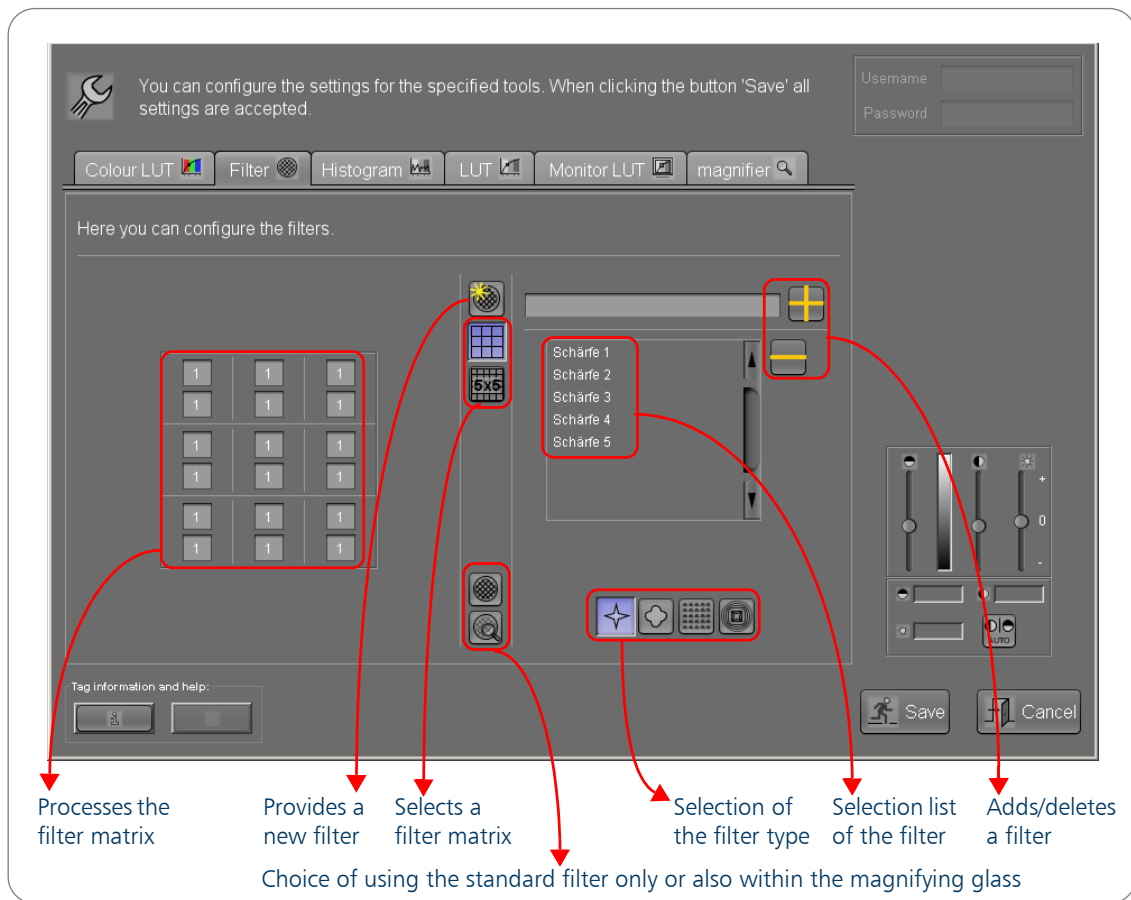 You can configure the settings for the specified tools. When clicking the button 'Save' all
settings are accepted.
Username
Password
Colour LUT
Filter
Histogram
LUT
Monitor LUT
magnifier
Here you can configure the filters.
1 1 1
1 1 1
1 1 1
1 1 1
1 1 1
1 1 1
5x5
Schärfe 1
Schärfe 2
Schärfe 3
Schärfe 4
Schärfe 5
+
0
-
AUTO
Tag information and help:
i
Save
Cancel
Processes the
filter matrix
Provides a
new filter
Selects a
filter matrix
Selection of
the filter type
Selection list
of the filter
Adds/deletes
a filter
Choice of using the standard filter only or also within the magnifying glass